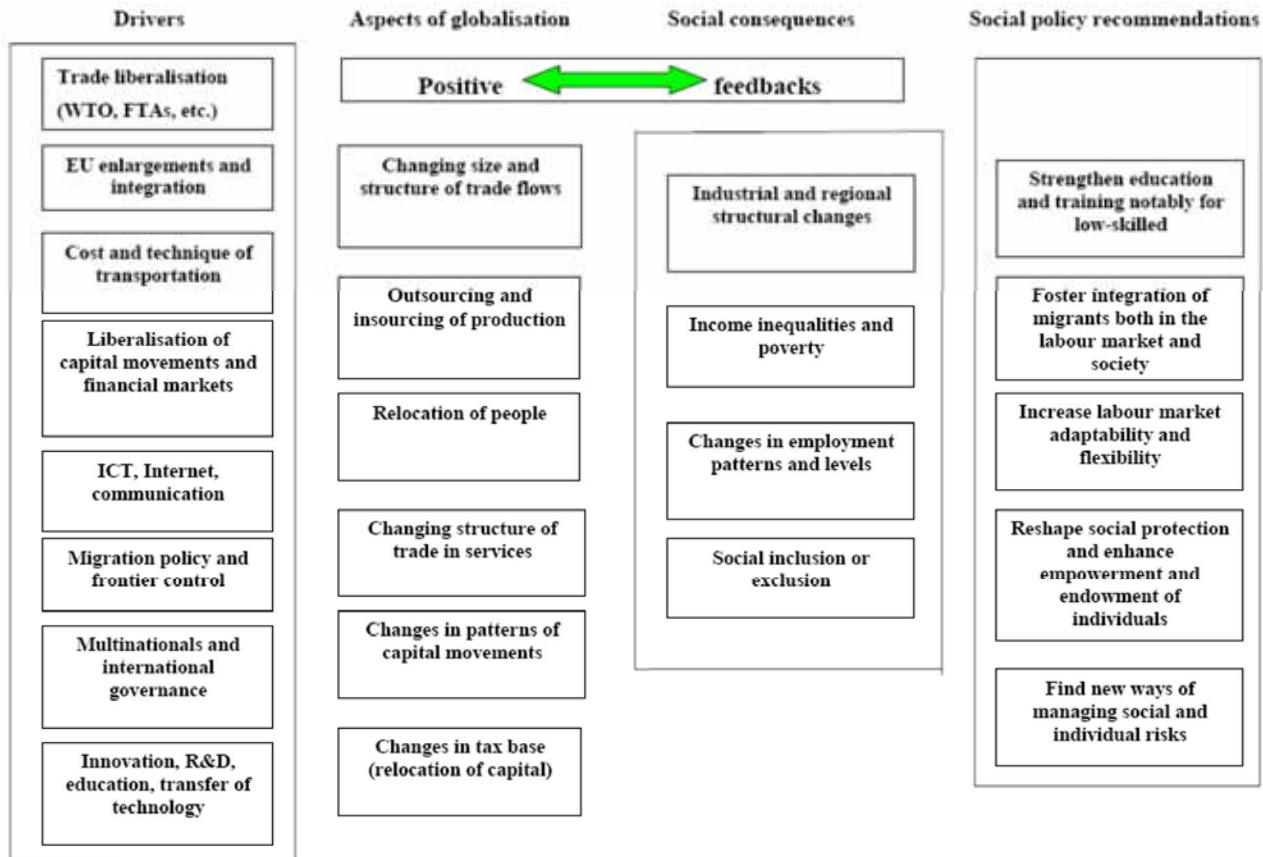 Drivers
Aspects of globalisation
Social consequences
Social policy recommendations
Trade liberalisation
(WTO, FTAs, etc.)
EU enlargements and
integration
Cost and technique of
transportation
Liberalisation of
capital movements and
financial markets
ICT, Internet,
communication
Migration policy and
frontier control
Multinationals and
international
governance
Innovation, R&D,
education, transfer of
technology
Positive feedbacks
Changing size and
structure of trade flows
Outsourcing and
insourcing of production
Relocation of people
Changing structure of
trade in services
Changes in patterns of
capital movements
Changes in tax base
(relocation of capital)
Industrial and regional
structural changes
Income inequalities and
poverty
Changes in employment
patterns and levels
Social inclusion or
exclusion
Strengthen education
and training notably for
low-skilled
Foster integration of
migrants both in the
labour market and
society
Increase labour market
adaptability and
flexibility
Reshape social protection
and enhance
empowerment and
endowment of
individuals
Find new ways of
managing social and
individual risks